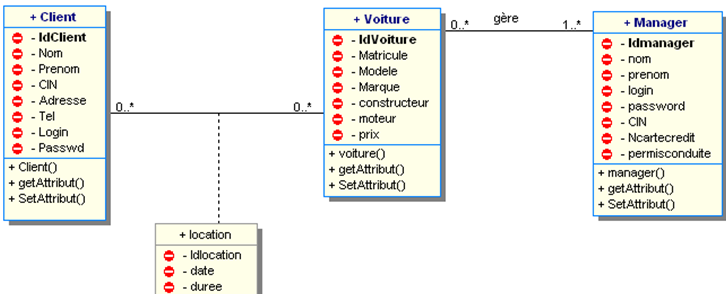 + Client
- IdClient
- Nom
- Prenom
- CIN
- Adresse
- Tel
- Login
- Passwd
+ Client()
+ getAttribut()
+ SetAttribut()
0..*
0..*
+ Voiture
- IdVoiture
- Matricule
- Modele
- Marque
- constructeur
- moteur
- prix
+ voiture()
+ getAttribut()
+ SetAttribut()
0..*
gère
1..*
+ Manager
- Idmanager
- nom
- prenom
- login
- password
- CIN
- Ncartecredit
- permisconduite
+ manager()
+ getAttribut()
+ SetAttribut()
+ location
- Idlocation
- date
- duree